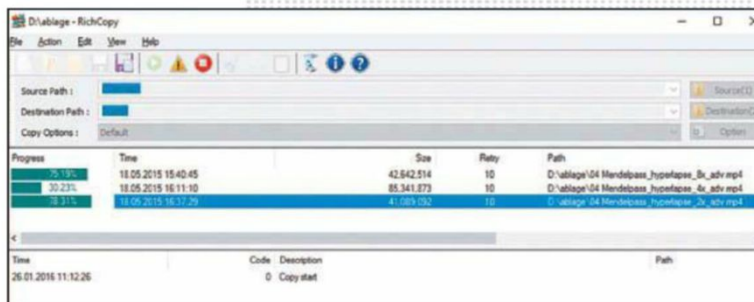 D:\ablage - RichCopy
File Action Edit View Help
Source Path :
Source(1)
Destination Path :
Copy Options : Default
Option
Progress Time Size Retry Path
75.19% 18.05.2015 15:40:45 42,642,514 10 D:\ablage\04 Mendelpass_hyperlapse_8x_adv.mp4
30.23% 18.05.2015 16:11:10 85,341,873 10 D:\ablage\04 Mendelpass_hyperlapse_4x_adv.mp4
78.31% 18.05.2015 16:37:29 41,089,092 10 D:\ablage\04 Mendelpass_hyperlapse_2x_adv.mp4
Time Code Description Path
26.01.2016 11:12:26 0 Copy start